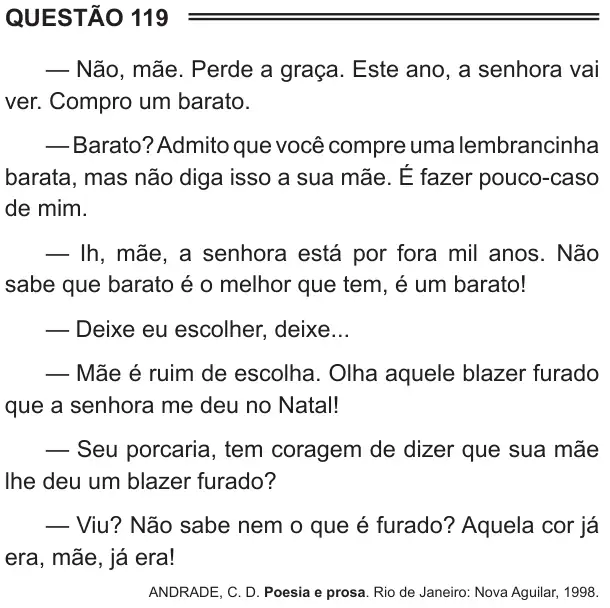 QUESTÃO 119
— Não, mãe. Perde a graça. Este ano, a senhora vai
ver. Compro um barato.
— Barato? Admito que você compre uma lembrancinha
barata, mas não diga isso a sua mãe. É fazer pouco-caso
de mim.
— Ih, mãe, a senhora está por fora mil anos. Não
sabe que barato é o melhor que tem, é um barato!
— Deixe eu escolher, deixe...
— Mãe é ruim de escolha. Olha aquele blazer furado
que a senhora me deu no Natal!
— Seu porcaria, tem coragem de dizer que sua mãe
lhe deu um blazer furado?
— Viu? Não sabe nem o que é furado? Aquela cor já
era, mãe, já era!
ANDRADE, C. D. Poesia e prosa. Rio de Janeiro: Nova Aguilar, 1998.